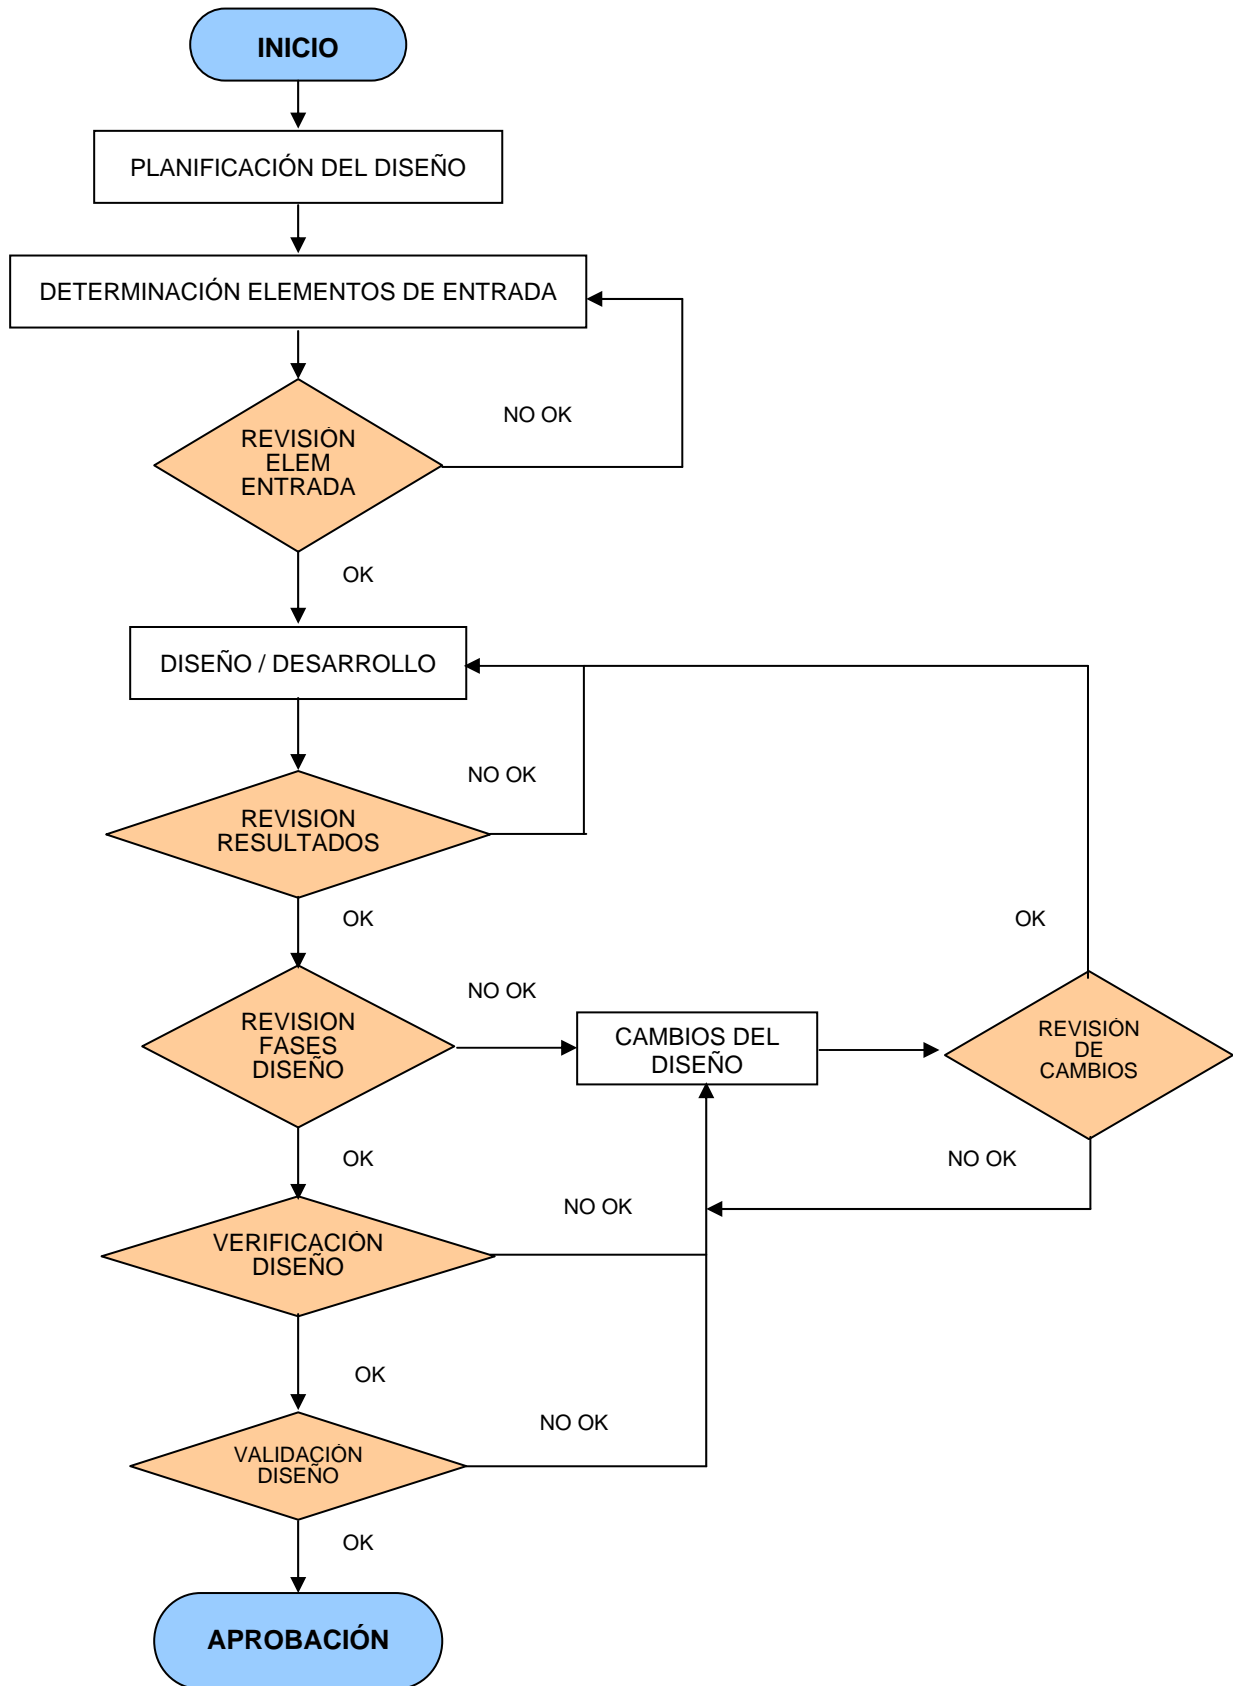 INICIO
PLANIFICACIÓN DEL DISEÑO
DETERMINACIÓN ELEMENTOS DE ENTRADA
NO OK
REVISIÓN
ELEM
ENTRADA
OK
DISEÑO / DESARROLLO
NO OK
REVISION
RESULTADOS
OK
OK
NO OK
REVISION
FASES
DISEÑO
CAMBIOS DEL
DISEÑO
REVISIÓN
DE
CAMBIOS
OK
NO OK
NO OK
VERIFICACIÓN
DISEÑO
OK
NO OK
VALIDACIÓN
DISEÑO
OK
APROBACIÓN